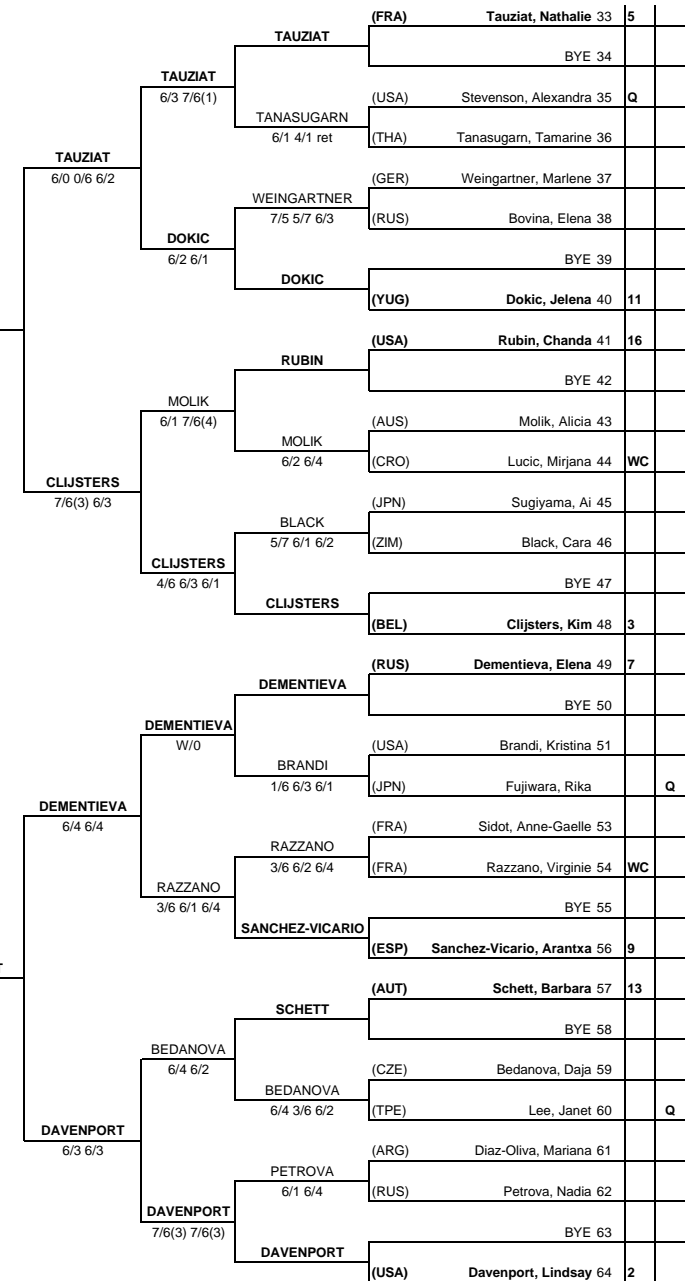 (FRA) Tauziat, Nathalie 33 5
TAUZIAT
BYE 34
TAUZIAT
6/3 7/6(1)
(USA) Stevenson, Alexandra 35 Q
TANASUGARN
6/1 4/1 ret
(THA) Tanasugarn, Tamarine 36
TAUZIAT
6/0 0/6 6/2
(GER) Weingartner, Marlene 37
WEINGARTNER
7/5 5/7 6/3
(RUS) Bovina, Elena 38
DOKIC
6/2 6/1
BYE 39
DOKIC
(YUG) Dokic, Jelena 40 11
(USA) Rubin, Chanda 41 16
RUBIN
BYE 42
MOLIK
6/1 7/6(4)
(AUS) Molik, Alicia 43
MOLIK
6/2 6/4
(CRO) Lucic, Mirjana 44 WC
CLIJSTERS
7/6(3) 6/3
(JPN) Sugiyama, Ai 45
BLACK
5/7 6/1 6/2
(ZIM) Black, Cara 46
CLIJSTERS
4/6 6/3 6/1
BYE 47
CLIJSTERS
(BEL) Clijsters, Kim 48 3
(RUS) Dementieva, Elena 49 7
DEMENTIEVA
BYE 50
DEMENTIEVA
W/0
(USA) Brandi, Kristina 51
BRANDI
1/6 6/3 6/1
(JPN) Fujiwara, Rika Q
DEMENTIEVA
6/4 6/4
(FRA) Sidot, Anne-Gaelle 53
RAZZANO
3/6 6/2 6/4
(FRA) Razzano, Virginie 54 WC
RAZZANO
3/6 6/1 6/4
BYE 55
SANCHEZ-VICARIO
(ESP) Sanchez-Vicario, Arantxa 56 9
(AUT) Schett, Barbara 57 13
SCHETT
BYE 58
BEDANOVA
6/4 6/2
(CZE) Bedanova, Daja 59
BEDANOVA
6/4 3/6 6/2
(TPE) Lee, Janet 60 Q
DAVENPORT
6/3 6/3
(ARG) Diaz-Oliva, Mariana 61
PETROVA
6/1 6/4
(RUS) Petrova, Nadia 62
DAVENPORT
7/6(3) 7/6(3)
BYE 63
DAVENPORT
(USA) Davenport, Lindsay 64 2